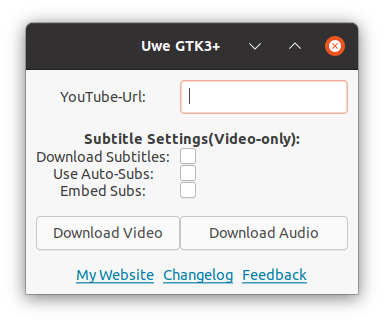 Uwe GTK3+
YouTube-Url:
Subtitle Settings(Video-only):
Download Subtitles:
Use Auto-Subs:
Embed Subs:
Download Video Download Audio
My Website Changelog Feedback